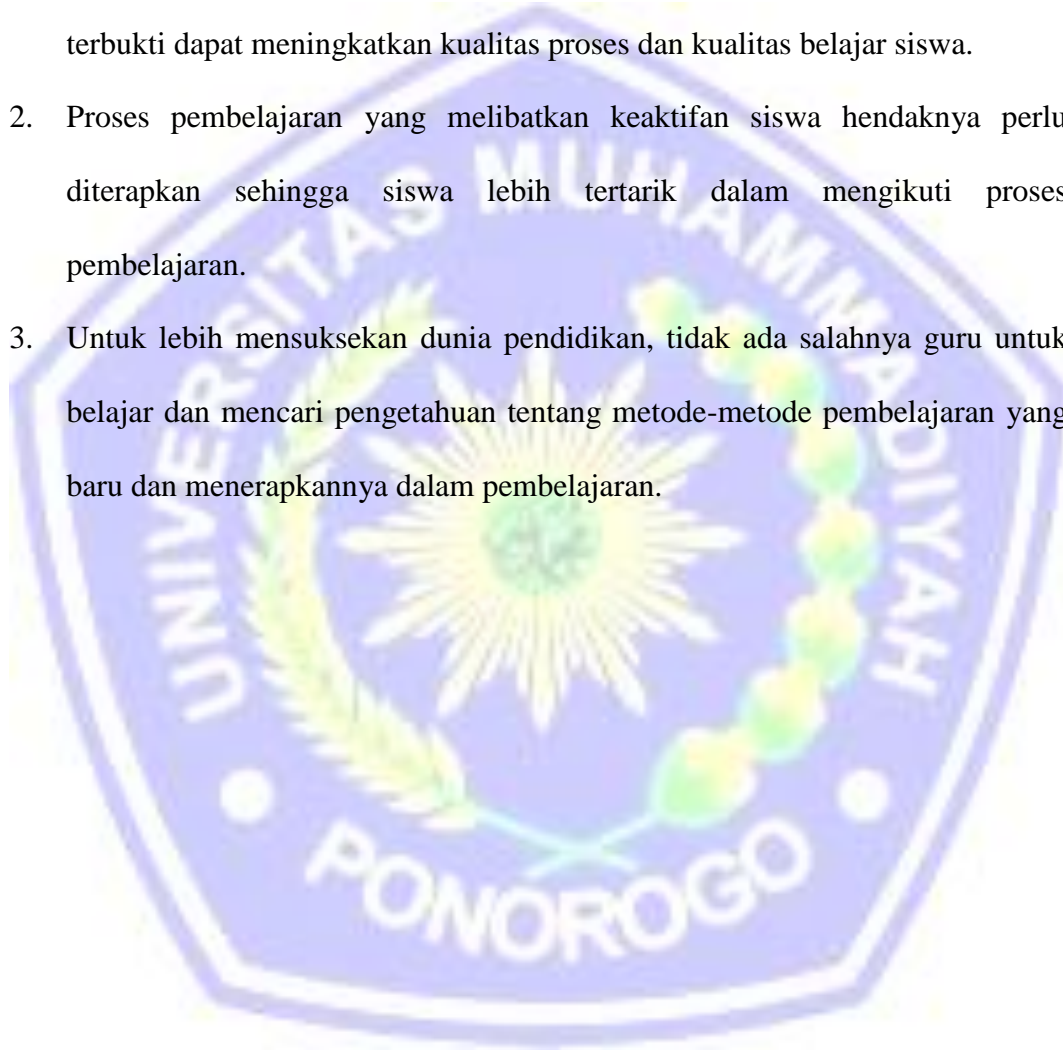 terbukti dapat meningkatkan kualitas proses dan kualitas belajar siswa.
2. Proses pembelajaran yang melibatkan keaktifan siswa hendaknya perlu
diterapkan sehingga siswa lebih tertarik dalam mengikuti proses
pembelajaran.
3. Untuk lebih mensuksekan dunia pendidikan, tidak ada salahnya guru untuk
belajar dan mencari pengetahuan tentang metode-metode pembelajaran yang
baru dan menerapkannya dalam pembelajaran.
UNIVERSITAS MUHAMMADIYAH
PONOROGO